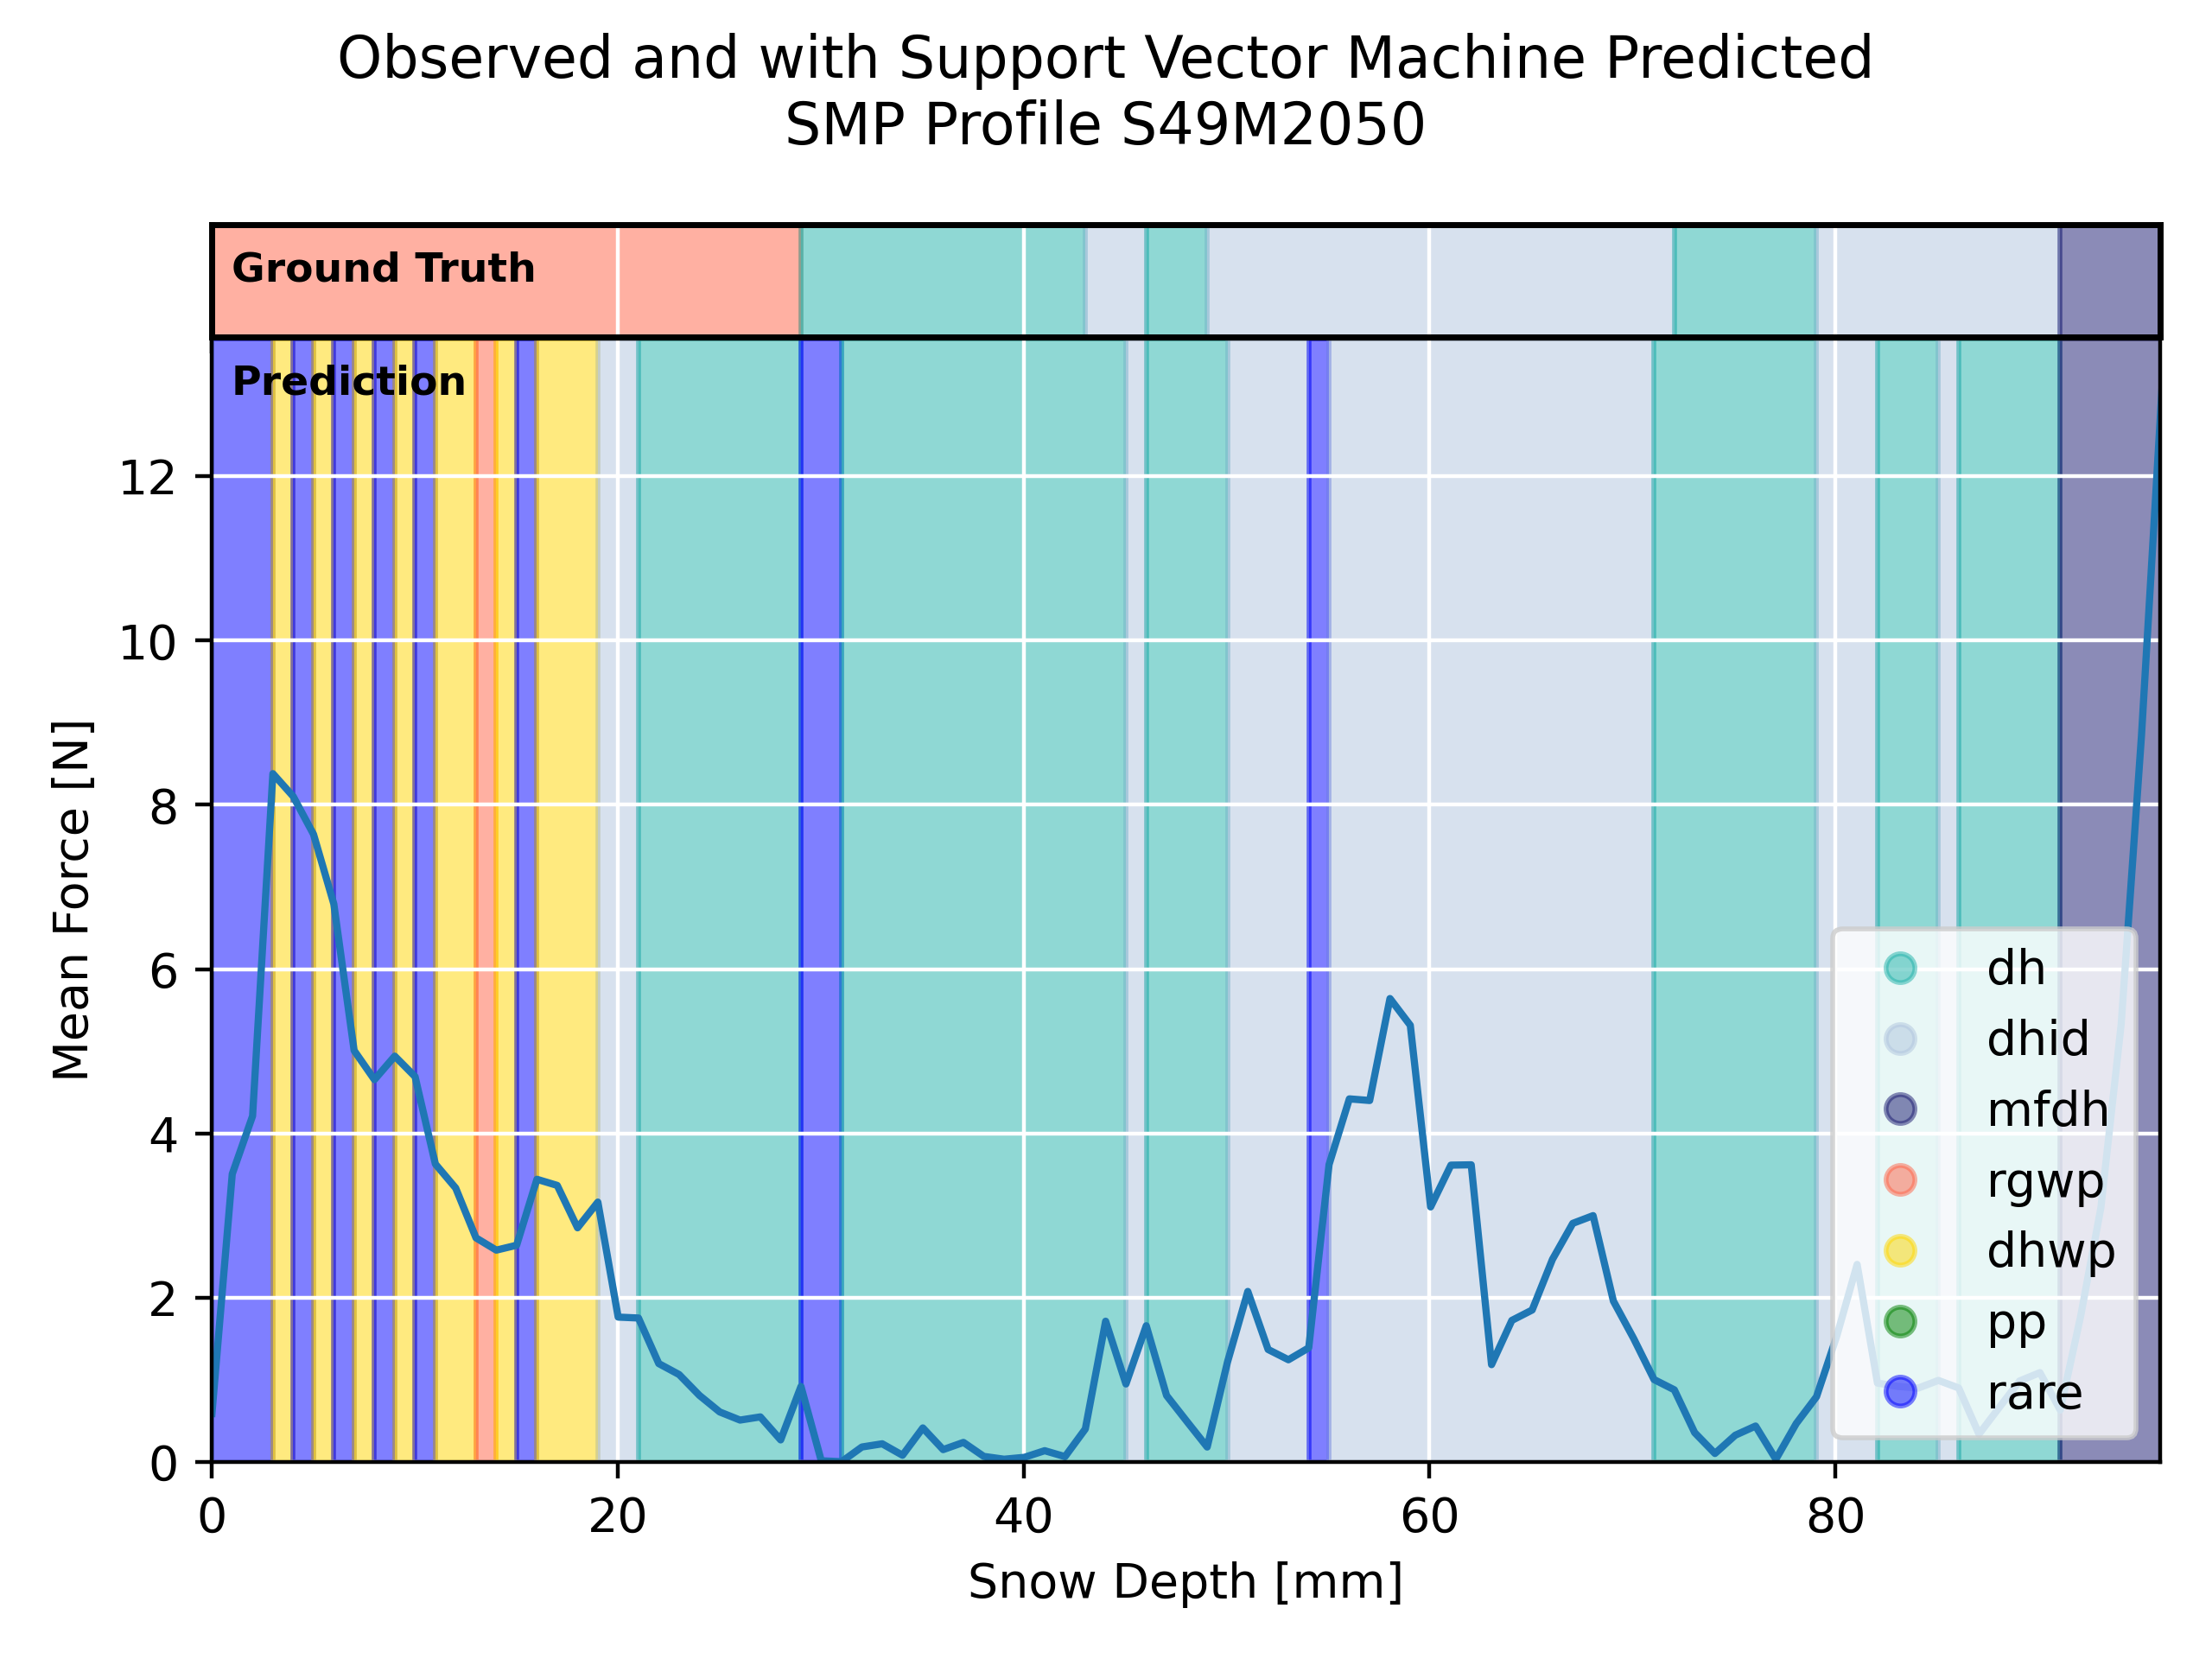 Observed and with Support Vector Machine Predicted
SMP Profile S49M2050
Ground Truth
Prediction
12
10
8
6
4
2
0
Mean Force [N]
dh
dhid
mfdh
rgwp
dhwp
pp
rare
0 20 40 60 80
Snow Depth [mm]